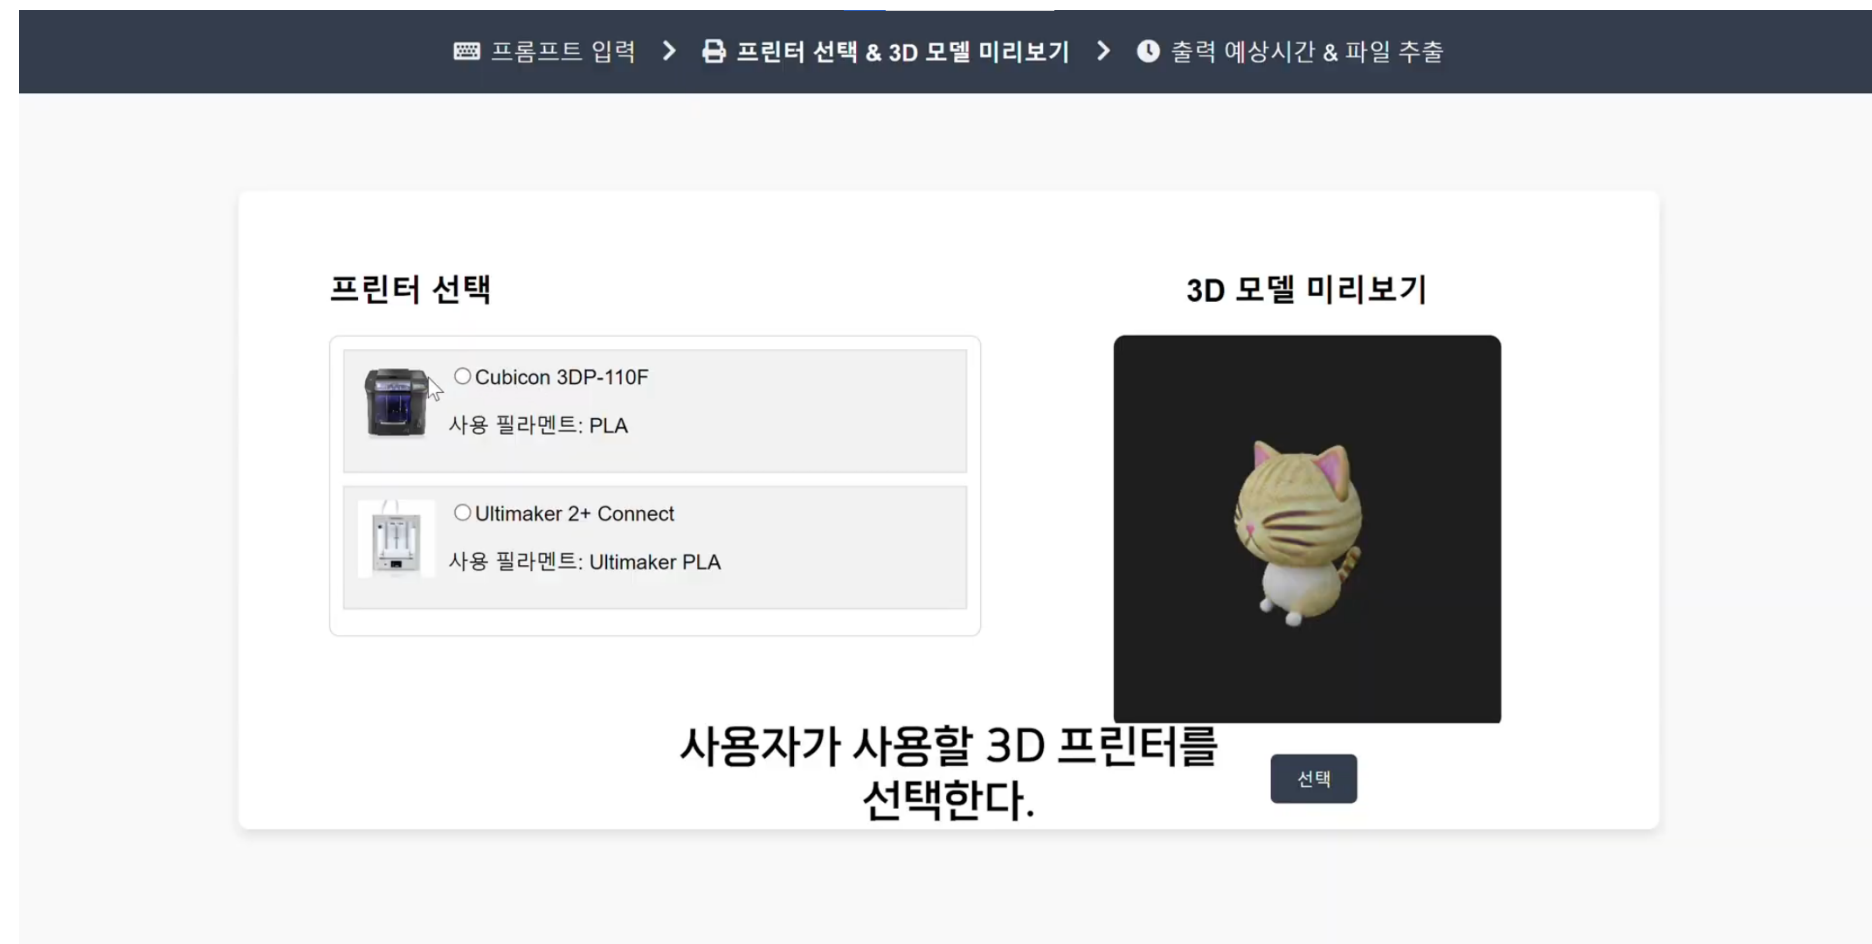 프롬프트 입력 프린터 선택 & 3D 모델 미리보기 출력 예상시간 & 파일 추출
프린터 선택
Cubicon 3DP-110F
사용 필라멘트: PLA
Ultimaker 2+ Connect
사용 필라멘트: Ultimaker PLA
3D 모델 미리보기
선택
사용자가 사용할 3D 프린터를
선택한다.